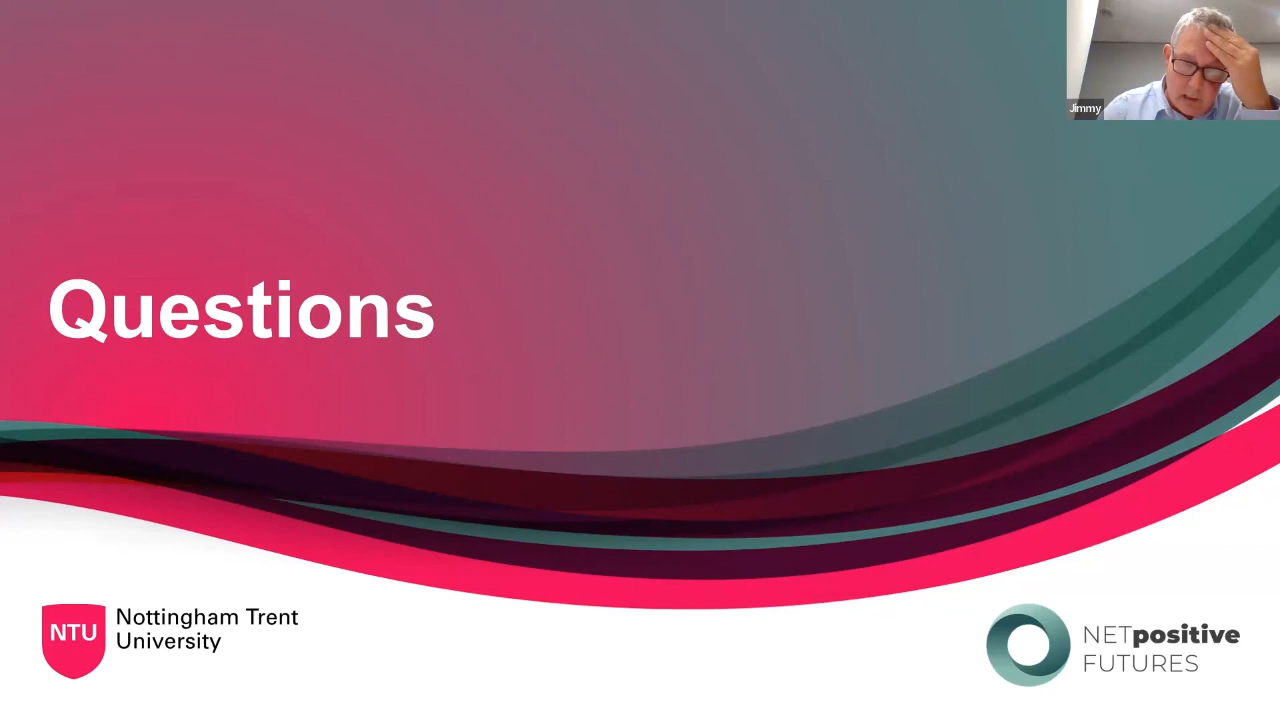 Jimmy
Questions
NTU
Nottingham Trent
University
NETpositive
FUTURES